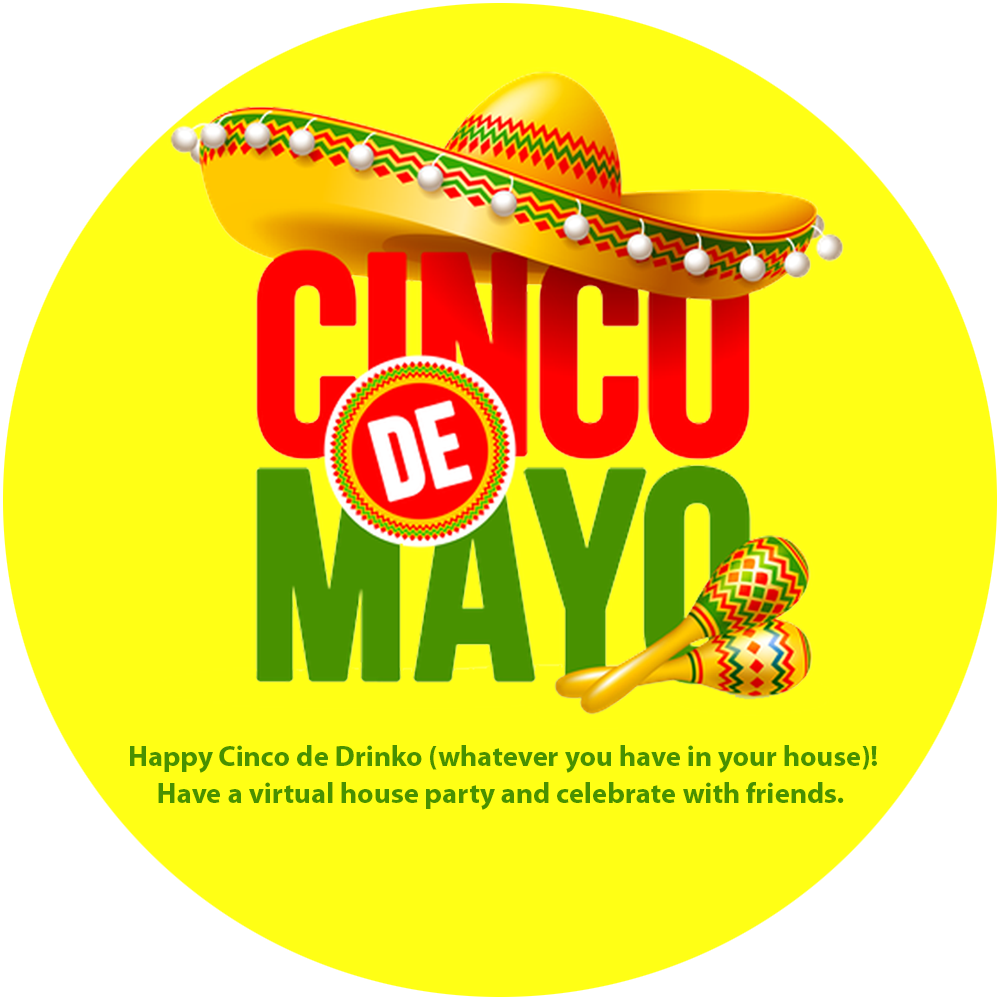 CINCO
DE
MAYO
Happy Cinco de Drinko (whatever you have in your house)!
Have a virtual house party and celebrate with friends.